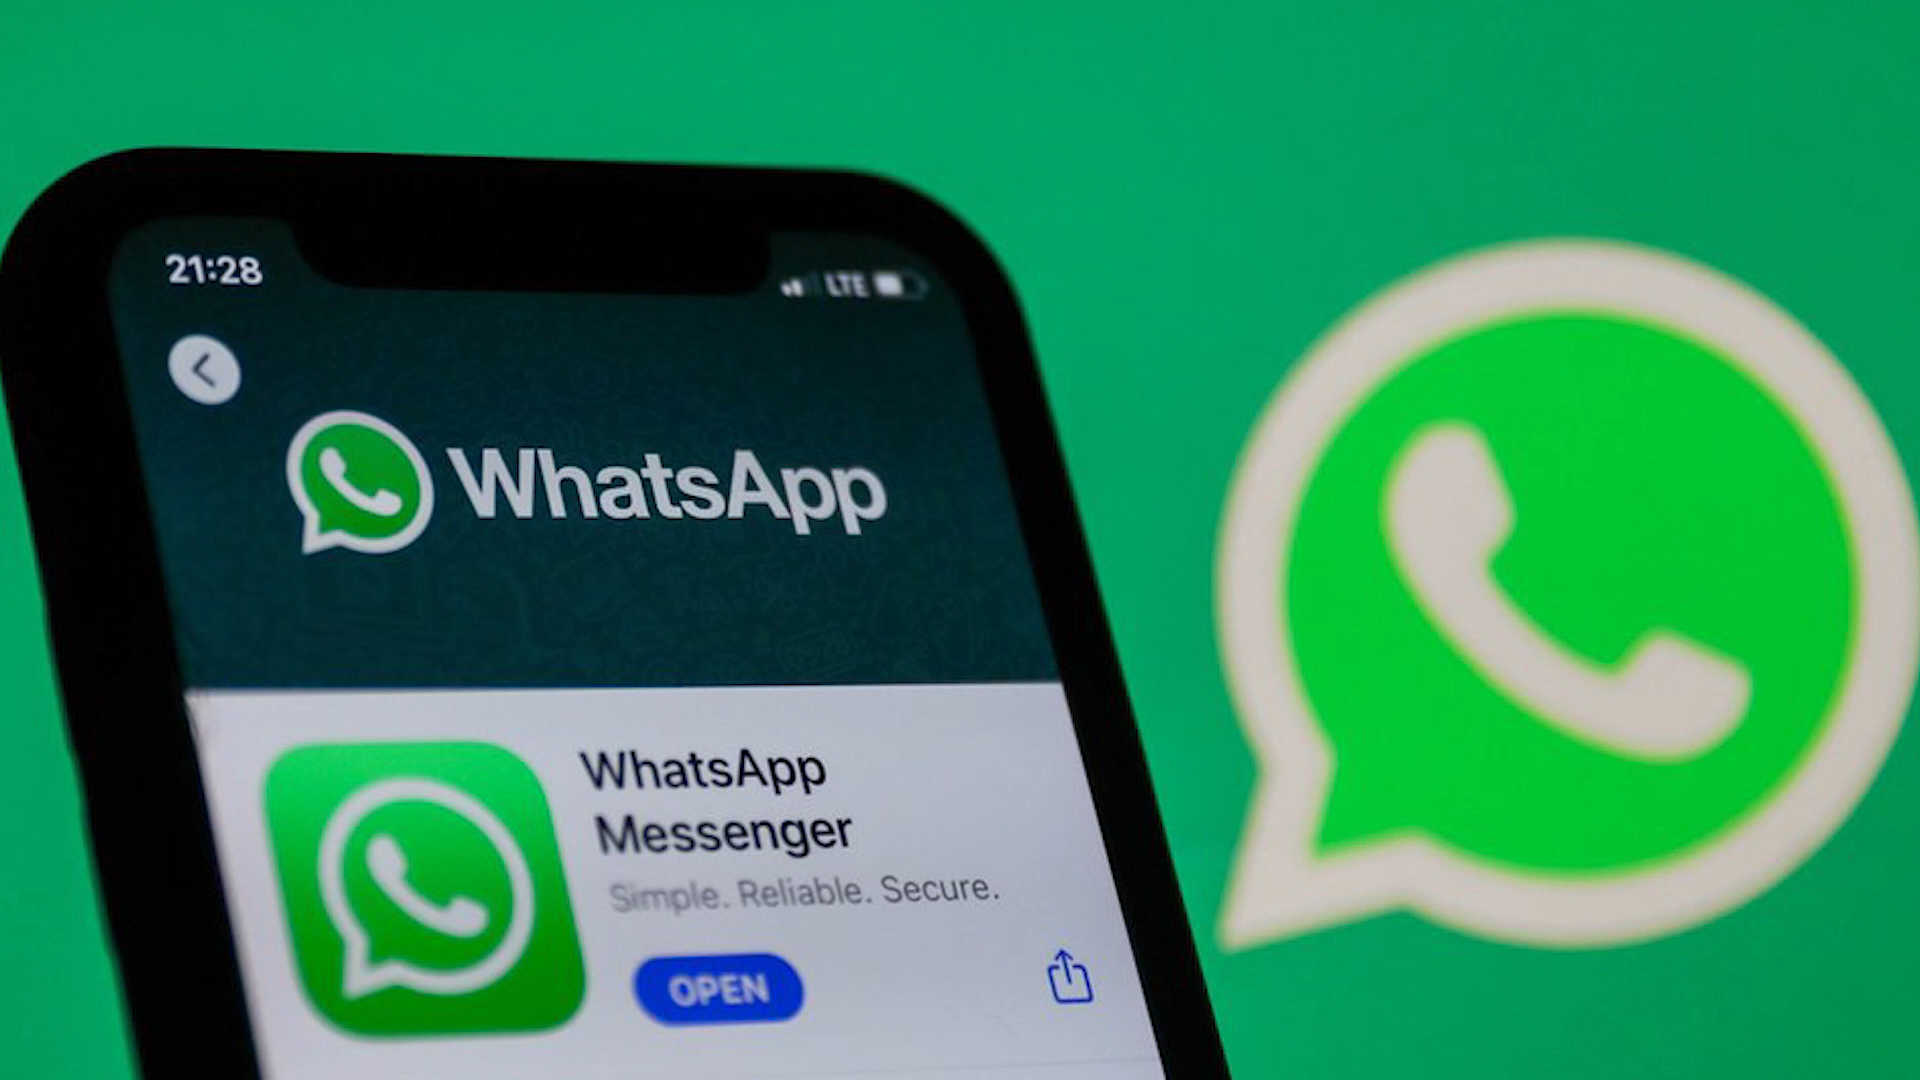 21:28
LTE
WhatsApp
WhatsApp
Messenger
Simple. Reliable. Secure.
OPEN